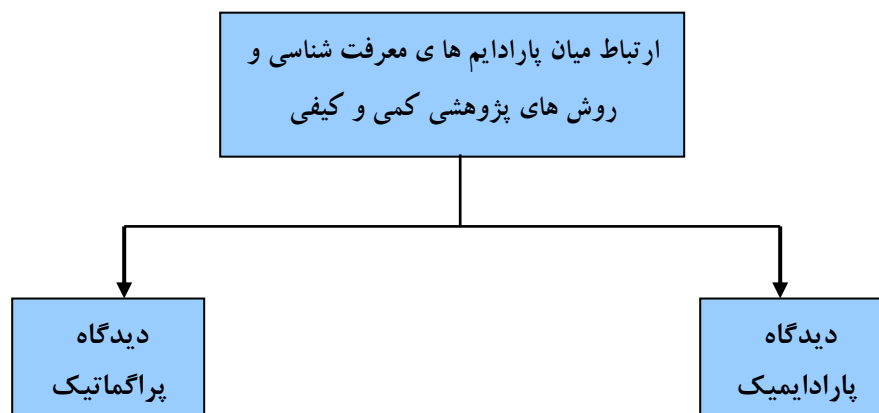 ارتباط میان پارادایم ها ی معرفت شناسی و
روش های پژوهشی کمی و کیفی
دیدگاه
پارادایمیک
دیدگاه
پراگماتیک